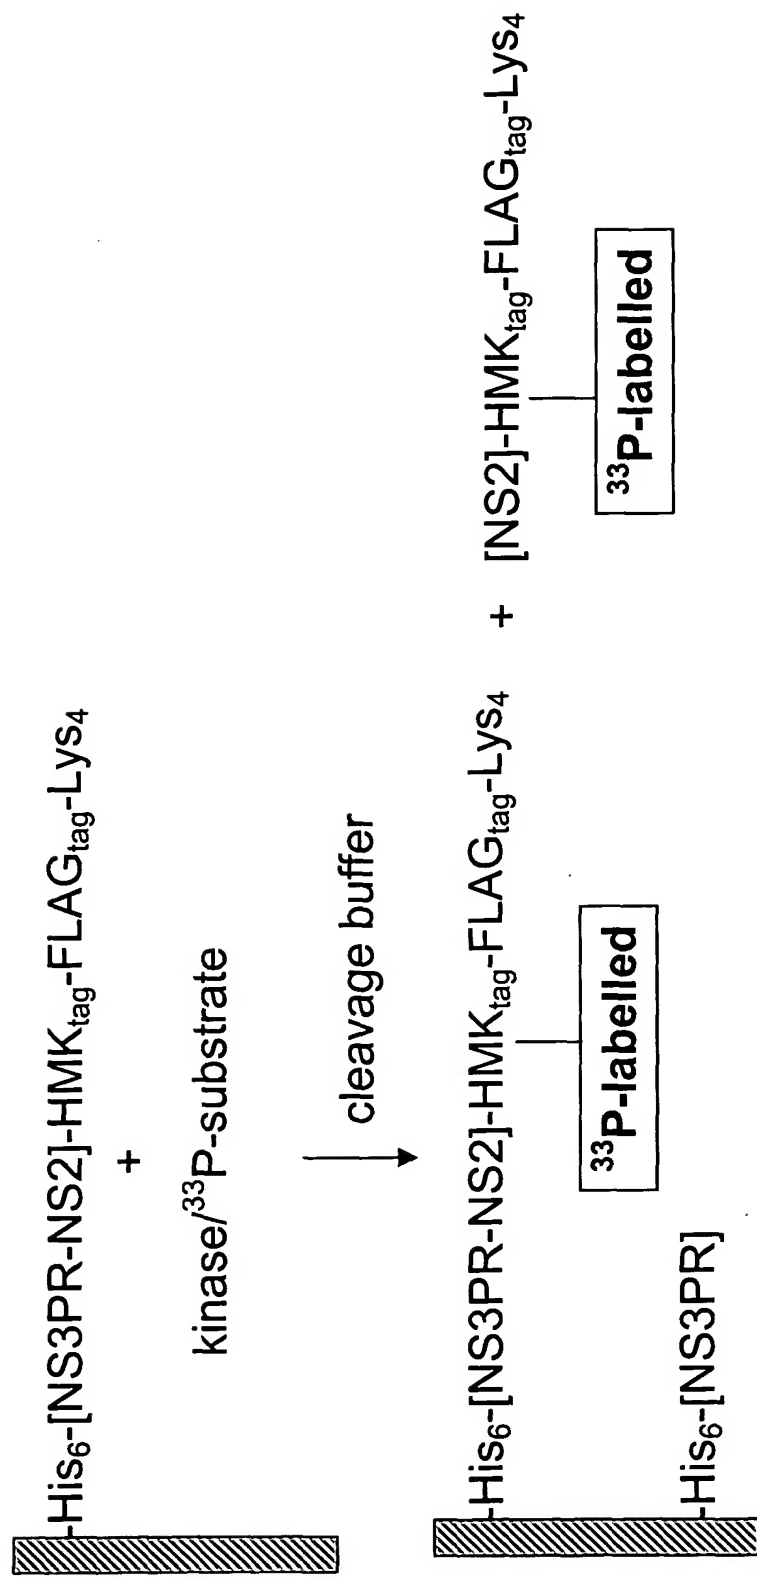 -His₆-[NS3PR-NS2]-HMKtag-FLAGtag-Lys₄
+
kinase/³³P-substrate
cleavage buffer
-His₆-[NS3PR-NS2]-HMKtag-FLAGtag-Lys₄ + [NS2]-HMKtag-FLAGtag-Lys₄
³³P-labelled ³³P-labelled
-His₆-[NS3PR]